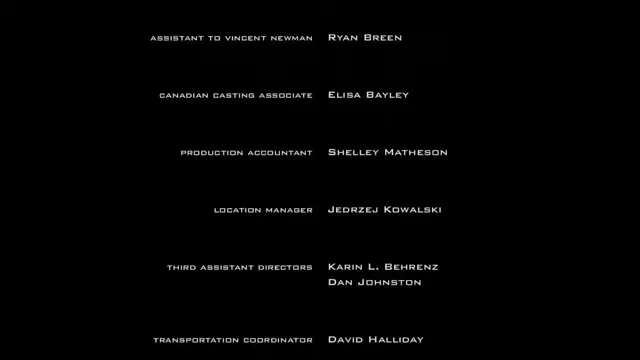 ASSISTANT TO VINCENT NEWMAN RYAN BREEN
CANADIAN CASTING ASSOCIATE ELISA BAYLEY
PRODUCTION ACCOUNTANT SHELLEY MATHESON
LOCATION MANAGER JEDRZEJ KOWALSKI
THIRD ASSISTANT DIRECTORS KARIN L. BEHRENZ
DAN JOHNSTON
TRANSPORTATION COORDINATOR DAVID HALLIDAY